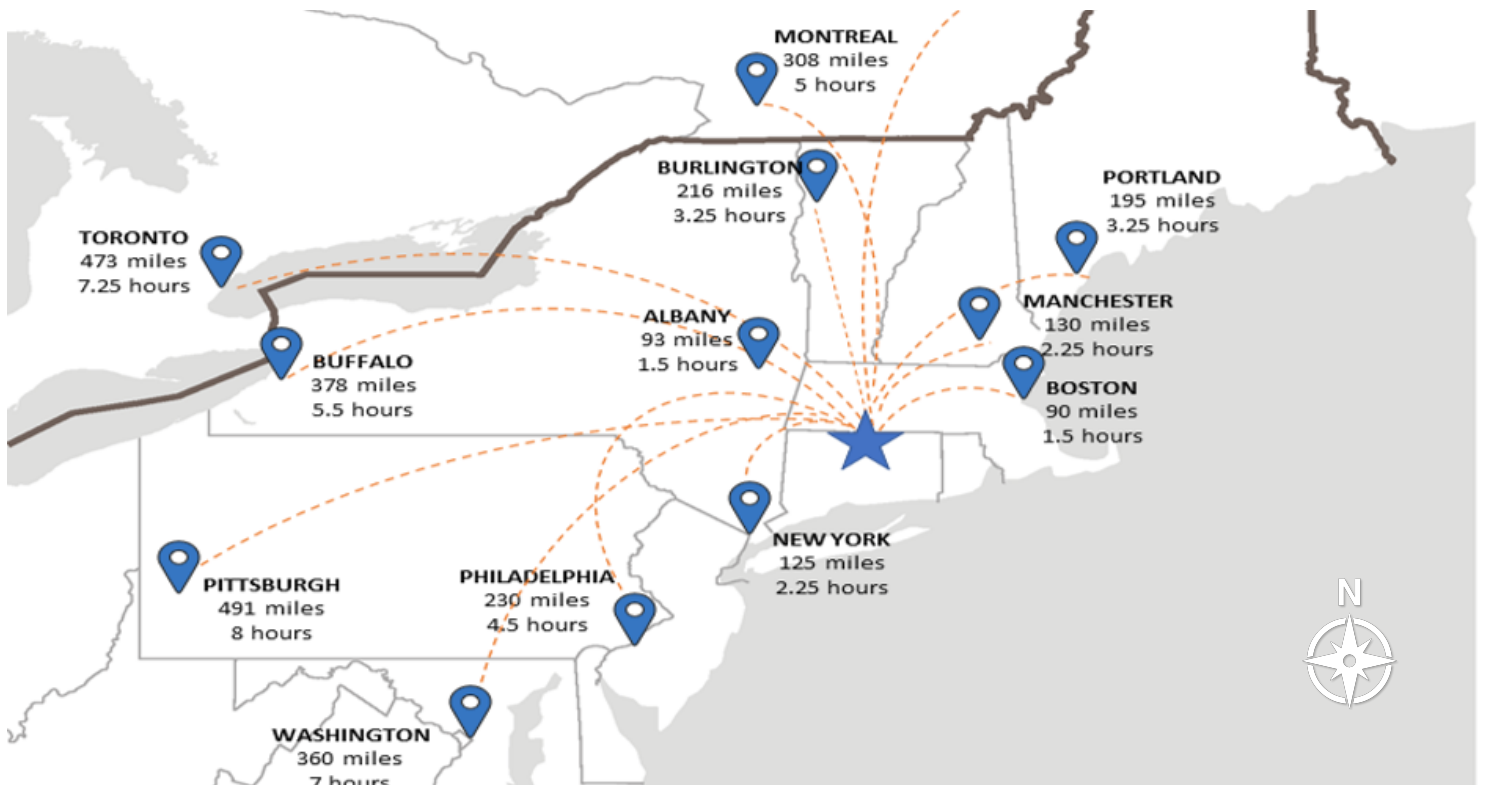 MONTREAL
308 miles
5 hours
BURLINGTON
216 miles
3.25 hours
PORTLAND
195 miles
3.25 hours
TORONTO
473 miles
7.25 hours
ALBANY
93 miles
1.5 hours
MANCHESTER
130 miles
2.25 hours
BUFFALO
378 miles
5.5 hours
BOSTON
90 miles
1.5 hours
NEW YORK
125 miles
2.25 hours
PITTSBURGH
491 miles
8 hours
PHILADELPHIA
230 miles
4.5 hours
N
WASHINGTON
360 miles
7 hours